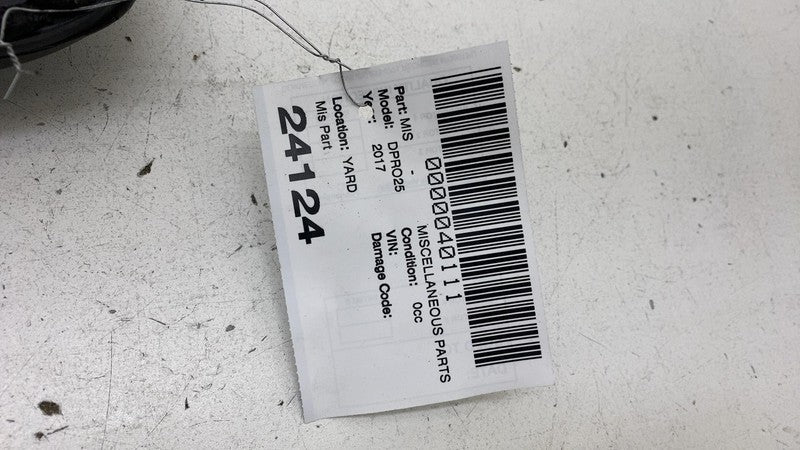 0000040111
Part: MIS - MISCELLANEOUS PARTS
Model: DPRO25 Condition: 0cc
Year: 2017 VIN:
Damage Code:
Location: YARD
Mis Part
24124